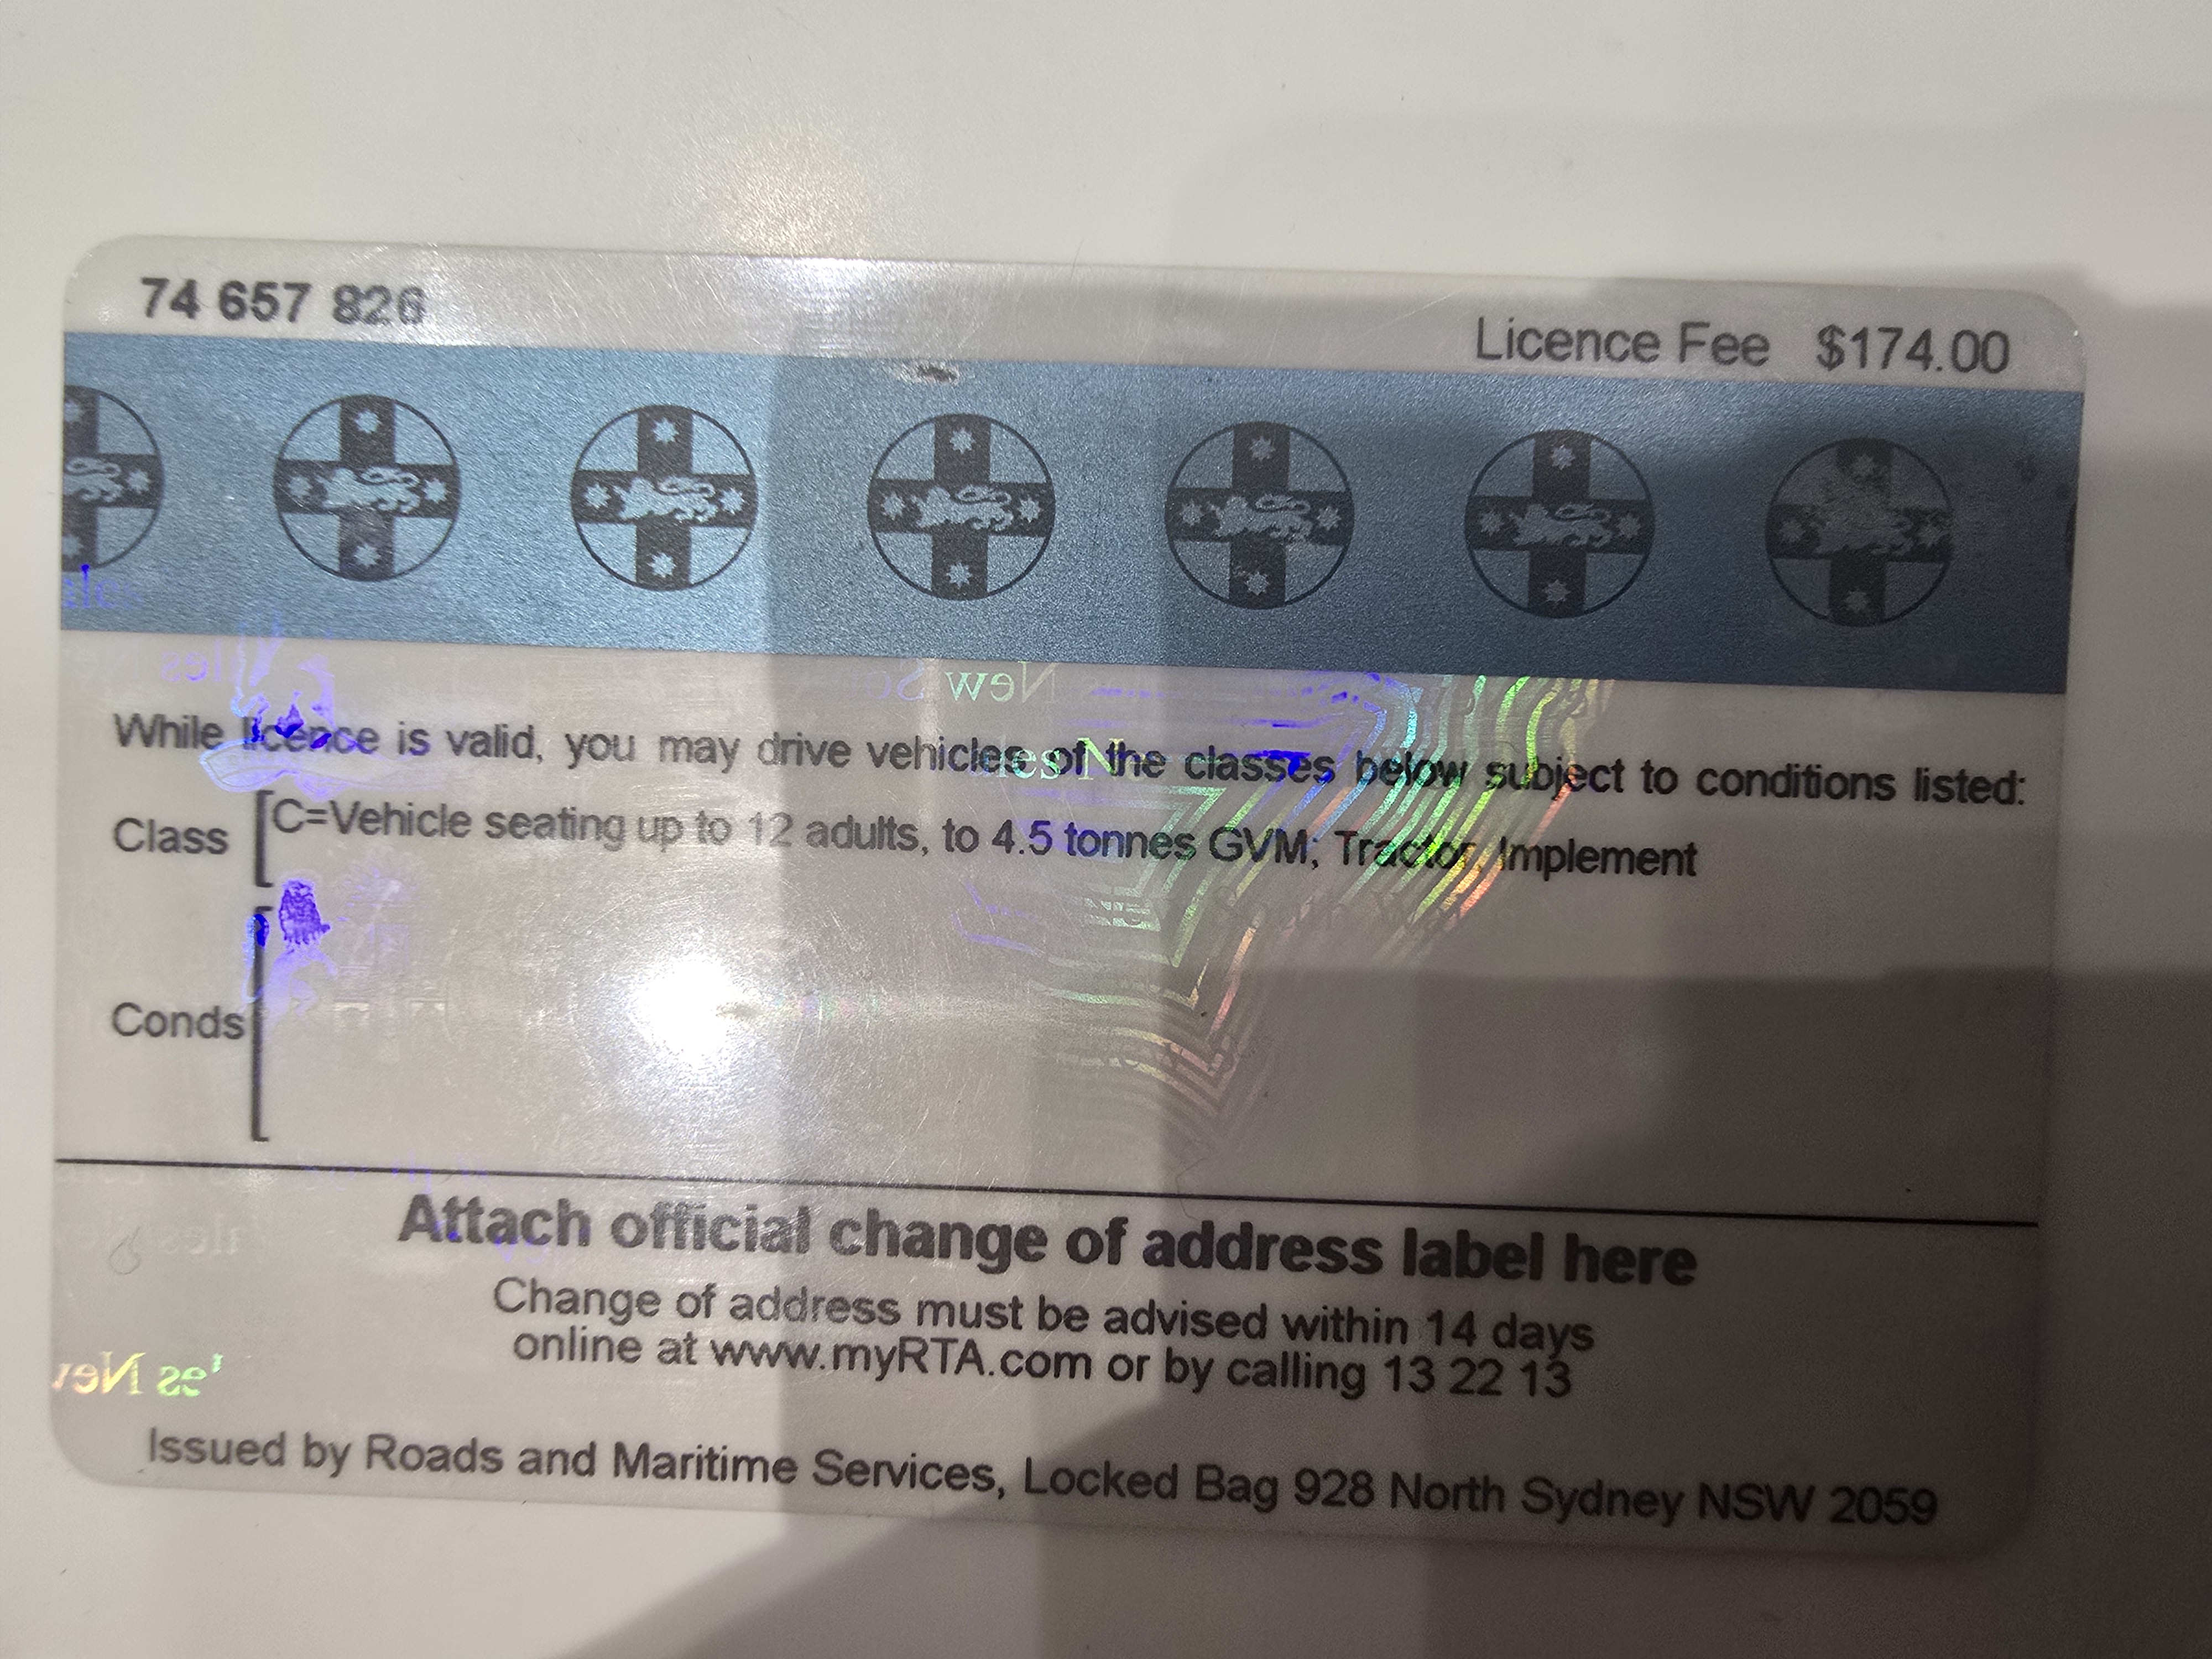 74 657 826
Licence Fee $174.00
ales
New
While licence is valid, you may drive vehicles of the classes below subject to conditions listed:
Class [C=Vehicle seating up to 12 adults, to 4.5 tonnes GVM; Tractor, Implement
Conds [
Attach official change of address label here
Change of address must be advised within 14 days
online at www.myRTA.com or by calling 13 22 13
Issued by Roads and Maritime Services, Locked Bag 928 North Sydney NSW 2059